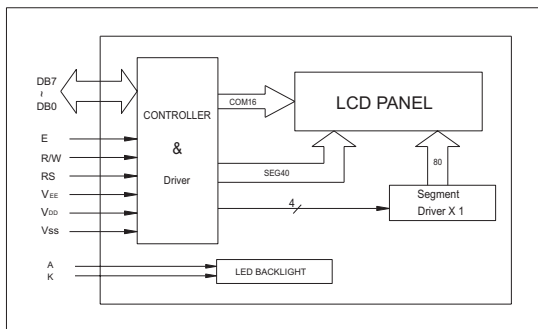 DB7
~
DB0
E
R/W
RS
VEE
VDD
Vss
A
K
CONTROLLER
&
Driver
COM16
SEG40
4
LCD PANEL
80
Segment
Driver X 1
LED BACKLIGHT